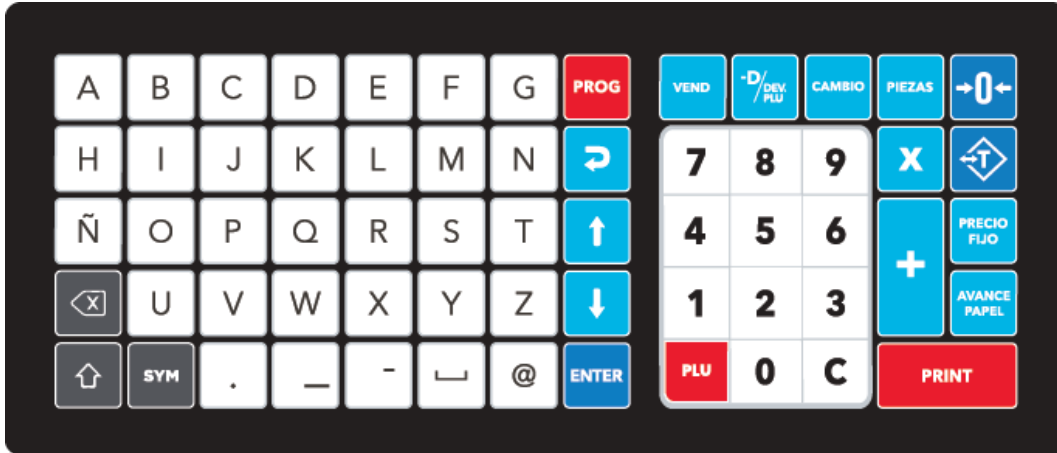 A B C D E F G PROG VEND -D/DEV. PLU CAMBIO PIEZAS →0←
H I J K L M N 7 8 9 X T
Ñ O P Q R S T ↑ 4 5 6 + PRECIO FIJO
U V W X Y Z ↓ 1 2 3 AVANCE PAPEL
SYM . _ - @ ENTER PLU 0 C PRINT